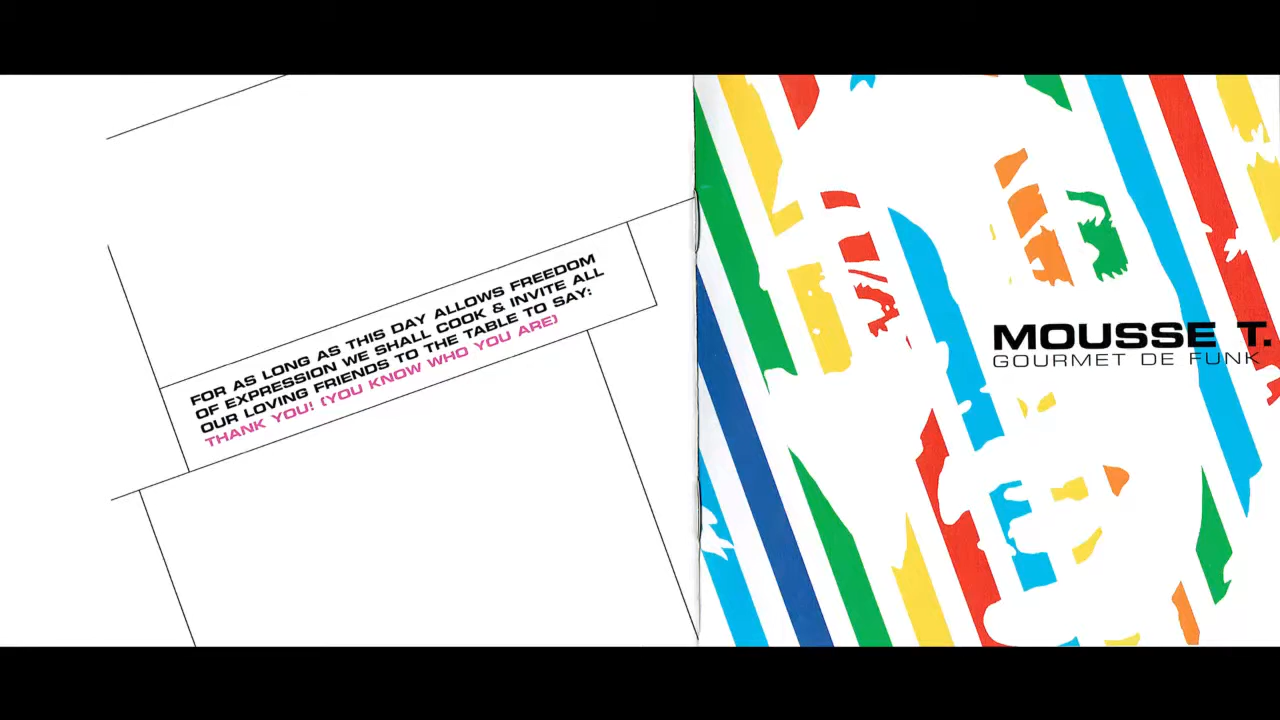 FOR AS LONG AS THIS DAY ALLOWS FREEDOM
OF EXPRESSION WE SHALL COOK & INVITE ALL
OUR LOVING FRIENDS TO THE TABLE TO SAY:
THANK YOU! (YOU KNOW WHO YOU ARE)
MOUSSE T.
GOURMET DE FUNK